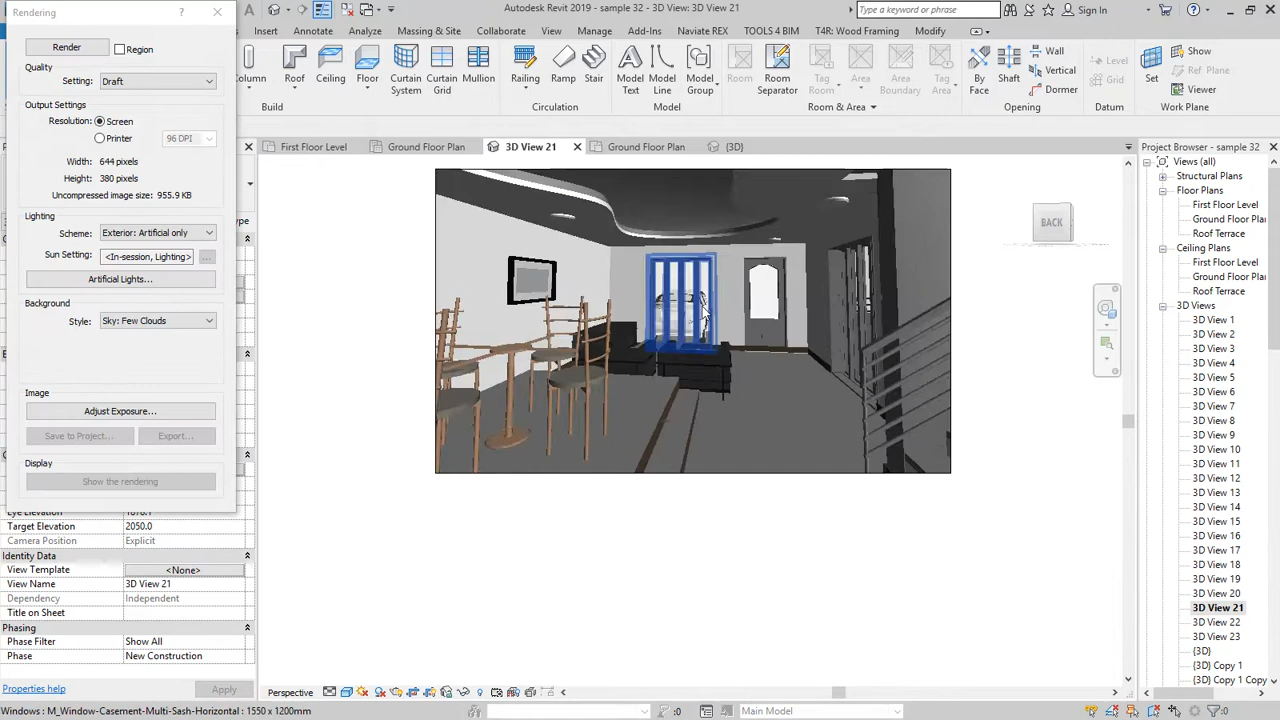 Rendering
Autodesk Revit 2019 - sample 32 - 3D View: 3D View 21
Type a keyword or phrase
Sign In
Insert Annotate Analyze Massing & Site Collaborate View Manage Add-Ins Naviate REX TOOLS 4 BIM T4R: Wood Framing Modify
Render
Region
Quality
Setting: Draft
Output Settings
Resolution: Screen
Printer 96 DPI
Width: 644 pixels
Height: 380 pixels
Uncompressed image size: 955.9 KB
Lighting
Scheme: Exterior: Artificial only
Sun Setting: <In-session, Lighting> ...
Artificial Lights...
Background
Style: Sky: Few Clouds
Image
Adjust Exposure...
Save to Project... Export...
Display
Show the rendering
Column
Roof
Ceiling
Floor
Curtain System
Curtain Grid
Mullion
Railing
Ramp
Stair
Model Text
Model Line
Model Group
Room
Room Separator
Tag Room
Area
Area Boundary
Tag Area
By Face
Shaft
Wall
Vertical
Dormer
Level
Grid
Set
Show
Ref Plane
Viewer
Build
Circulation
Model
Room & Area
Opening
Datum
Work Plane
First Floor Level
Ground Floor Plan
3D View 21
Ground Floor Plan
{3D}
BACK
Target Elevation 2050.0
Camera Position Explicit
Identity Data
View Template <None>
View Name 3D View 21
Dependency Independent
Title on Sheet
Phasing
Phase Filter Show All
Phase New Construction
Properties help
Apply
Project Browser - sample 32
Views (all)
Structural Plans
Floor Plans
First Floor Level
Ground Floor Plan
Roof Terrace
Ceiling Plans
First Floor Level
Ground Floor Plan
Roof Terrace
3D Views
3D View 1
3D View 2
3D View 3
3D View 4
3D View 5
3D View 6
3D View 7
3D View 8
3D View 9
3D View 10
3D View 11
3D View 12
3D View 13
3D View 14
3D View 15
3D View 16
3D View 17
3D View 18
3D View 19
3D View 20
3D View 21
3D View 22
3D View 23
{3D}
{3D} Copy 1
{3D} Copy 1
Perspective
Windows : M_Window-Casement-Multi-Sash-Horizontal : 1550 x 1200mm
:0
Main Model
:0